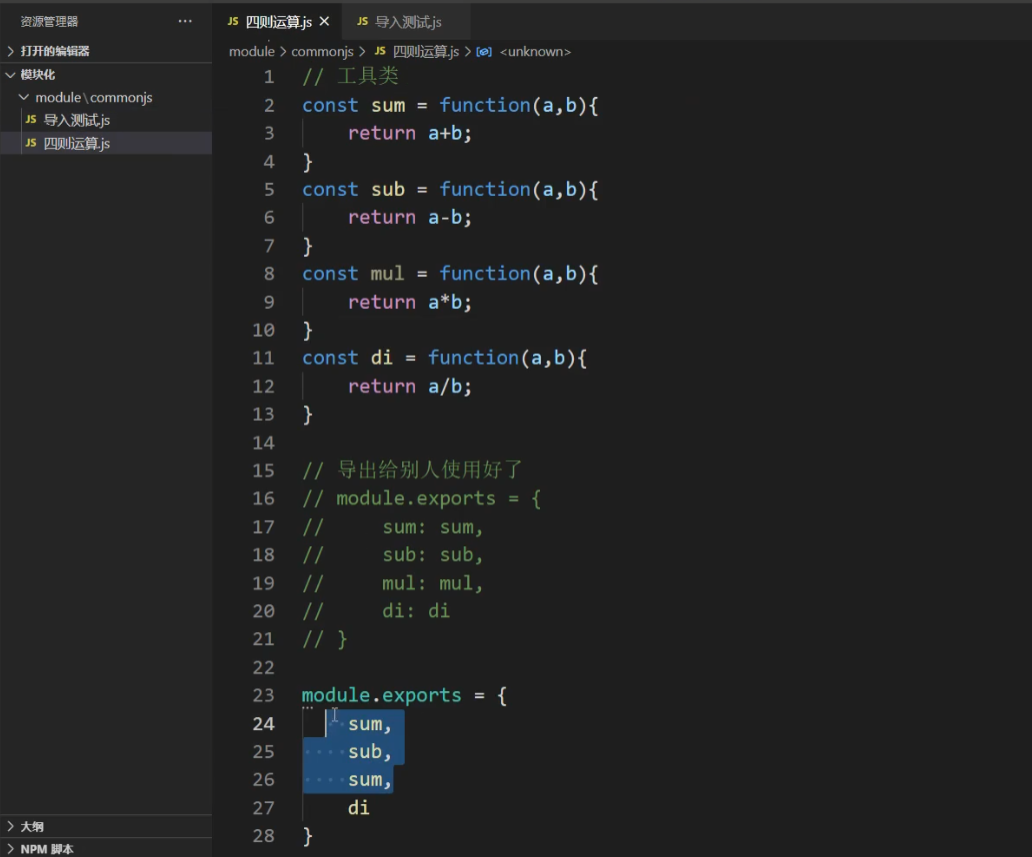 资源管理器 ···
打开的编辑器
模块化
module\commonjs
JS 导入测试.js
JS 四则运算.js
大纲
NPM 脚本
JS 四则运算.js × JS 导入测试.js
module > commonjs > JS 四则运算.js > <unknown>
1 // 工具类
2 const sum = function(a,b){
3 return a+b;
4 }
5 const sub = function(a,b){
6 return a-b;
7 }
8 const mul = function(a,b){
9 return a*b;
10 }
11 const di = function(a,b){
12 return a/b;
13 }
14
15 // 导出给别人使用好了
16 // module.exports = {
17 // sum: sum,
18 // sub: sub,
19 // mul: mul,
20 // di: di
21 // }
22
23 module.exports = {
24 sum,
25 sub,
26 sum,
27 di
28 }